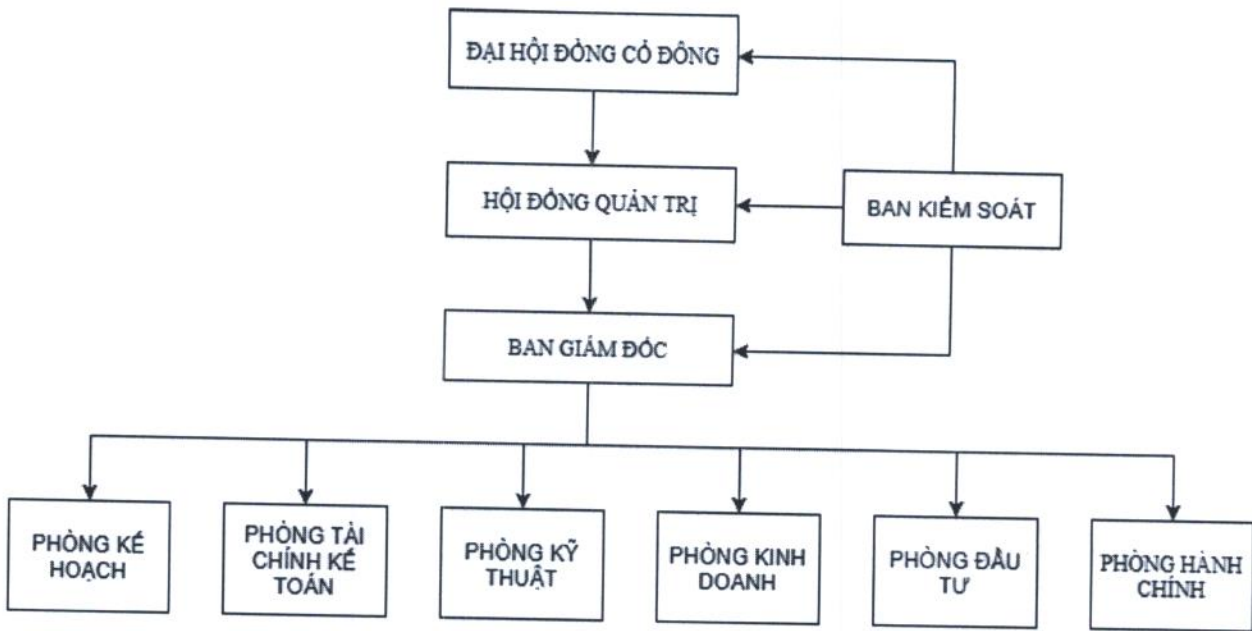 ĐẠI HỘI ĐỒNG CỔ ĐÔNG
HỘI ĐỒNG QUẢN TRỊ
BAN KIỂM SOÁT
BAN GIÁM ĐỐC
PHÒNG KẾ
HOẠCH
PHÒNG TÀI
CHÍNH KẾ
TOÁN
PHÒNG KỸ
THUẬT
PHÒNG KINH
DOANH
PHÒNG ĐẦU
TƯ
PHÒNG HÀNH
CHÍNH